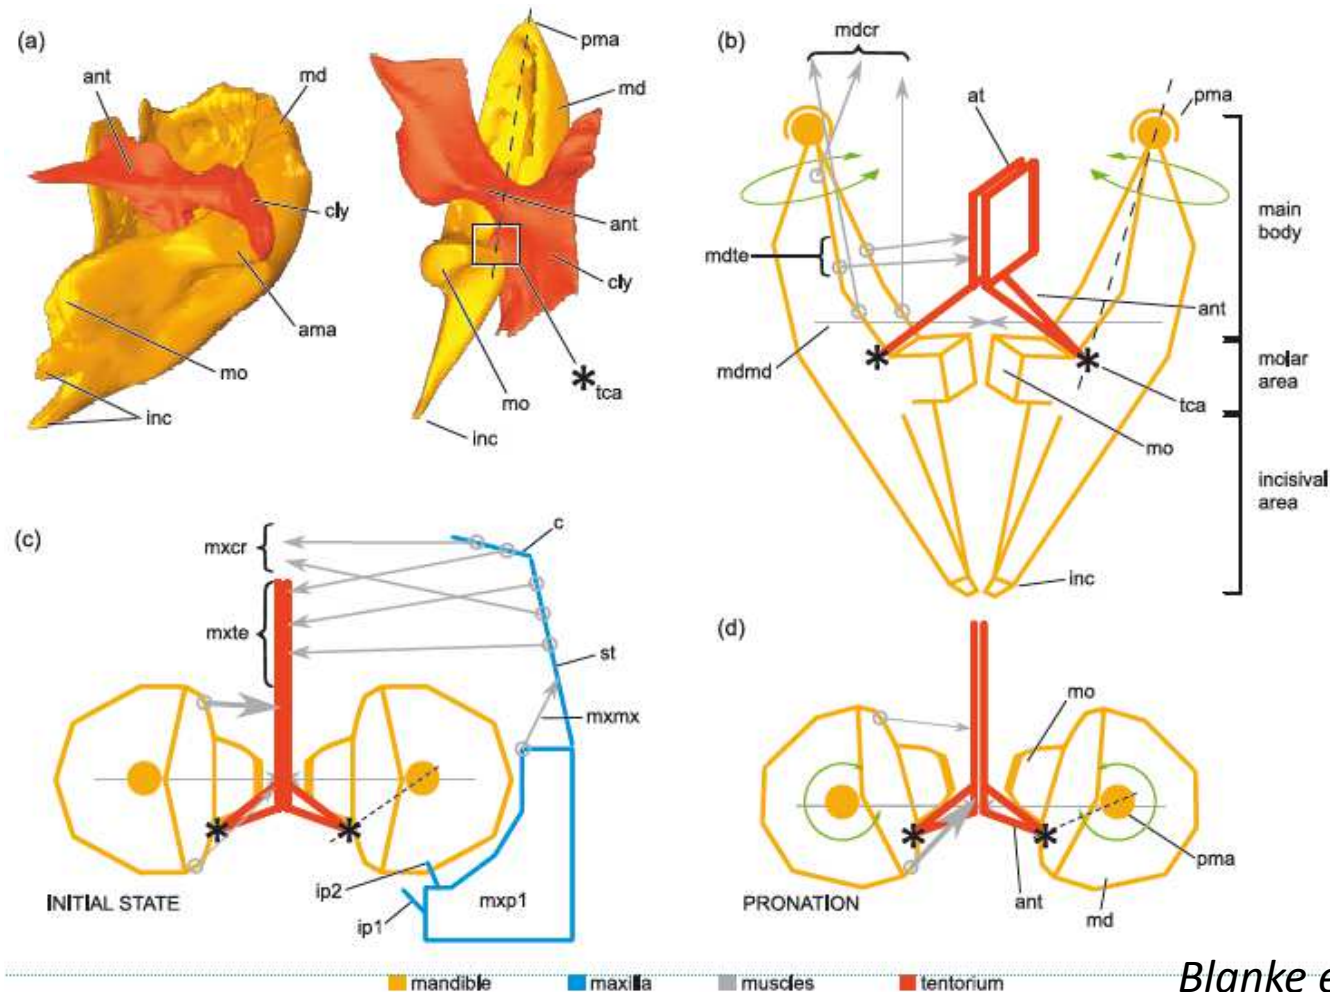 (a)
ant
md
cly
ama
mo
inc
pma
md
ant
cly
tca
mo
inc
(b)
mdcr
at
pma
mdte
mdmd
ant
tca
mo
inc
main
body
molar
area
incisival
area
(c)
mxcr
mxte
c
st
mxmx
ip2
ip1
mxp1
INITIAL STATE
(d)
mo
pma
ant
md
PRONATION
mandible
maxilla
muscles
tentorium
Blanke e